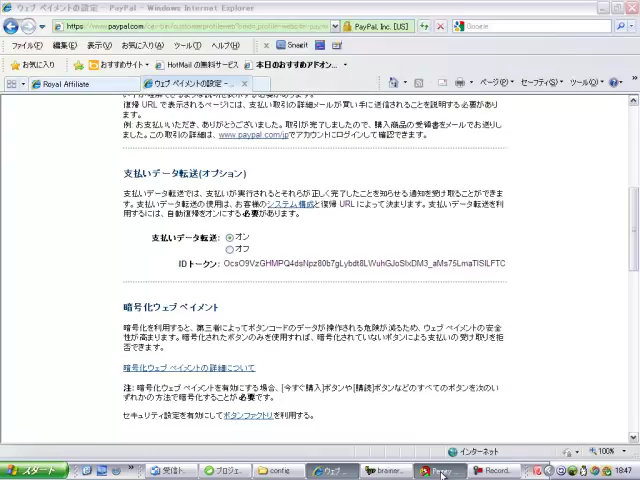 ウェブ ペイメントの設定 - PayPal - Windows Internet Explorer
https://www.paypal.com/
PayPal, Inc. [US]
Google
ファイル(F) 編集(E) 表示(V) お気に入り(A) ツール(T) ヘルプ(H) × SnagIt
お気に入り おすすめサイト HotMail の無料サービス 本日のおすすめアドオン...
Royal Affiliate
ウェブ ペイメントの設定 - ...
ページ(P) セーフティ(S) ツール(O)
復帰 URL で表示されるページには、支払い取引の詳細メールが買い手に送信されることを説明する必要があり
ます。
例: お支払いいただき、ありがとうございました。取引が完了しましたので、購入商品の受領書をメールでお送りし
ました。この取引の詳細は、www.paypal.com/jpでアカウントにログインして確認できます。
支払いデータ転送(オプション)
支払いデータ転送では、支払いが実行されるとそれらが正しく完了したことを知らせる通知を受け取ることができま
す。支払いデータ転送の使用は、お客様のシステム構成と復帰 URL によって決まります。支払いデータ転送を利
用するには、自動復帰をオンにする必要があります。
支払いデータ転送: オン
オフ
IDトークン: OcsO9VzGHMPQ4dsNpz80b7gLybdt8LWuhGJoSlxDM3_aMs75LmaTlSlLFTC
暗号化ウェブ ペイメント
暗号化を利用すると、第三者によってボタンコードのデータが操作される危険が減るため、ウェブ ペイメントの安全
性が高まります。暗号化されたボタンのみを使用すれば、暗号化されていないボタンによる支払いの受け取りを拒
否できます。
暗号化ウェブ ペイメントの詳細について
注: 暗号化ウェブ ペイメントを有効にする場合、[今すぐ購入]ボタンや[購読]ボタンなどのすべてのボタンを次のい
ずれかの方法で暗号化することが必要です。
セキュリティ設定を有効にしてボタンファクトリを利用する。
インターネット 100%
スタート 受信ト... プロジェ... config ウェブ ... brainer... Record... 18:47